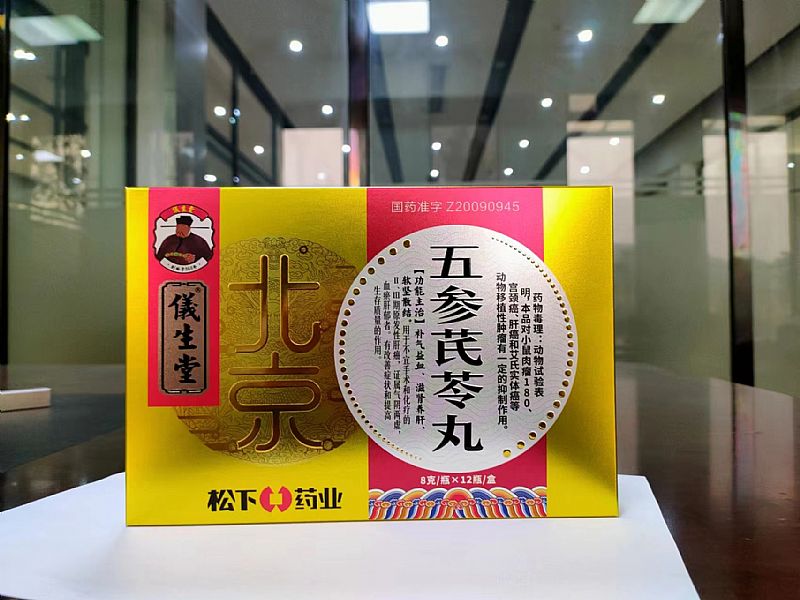 国药准字 Z20090945
儀生堂
北京
五参芪苓丸
药物毒理：动物试验表
明，本品对小鼠肉瘤180、
宫颈癌、肝癌和艾氏实体癌等
动物移植性肿瘤有一定的抑制作用。
【功能主治】补气益血、滋肾养肝、
软坚散结。用于不宜手术和化疗的
II、III期原发性肝癌，证属气阴两虚、
血瘀肝郁者。有改善症状和提高
生存质量的作用。
8克/瓶×12瓶/盒
松下药业